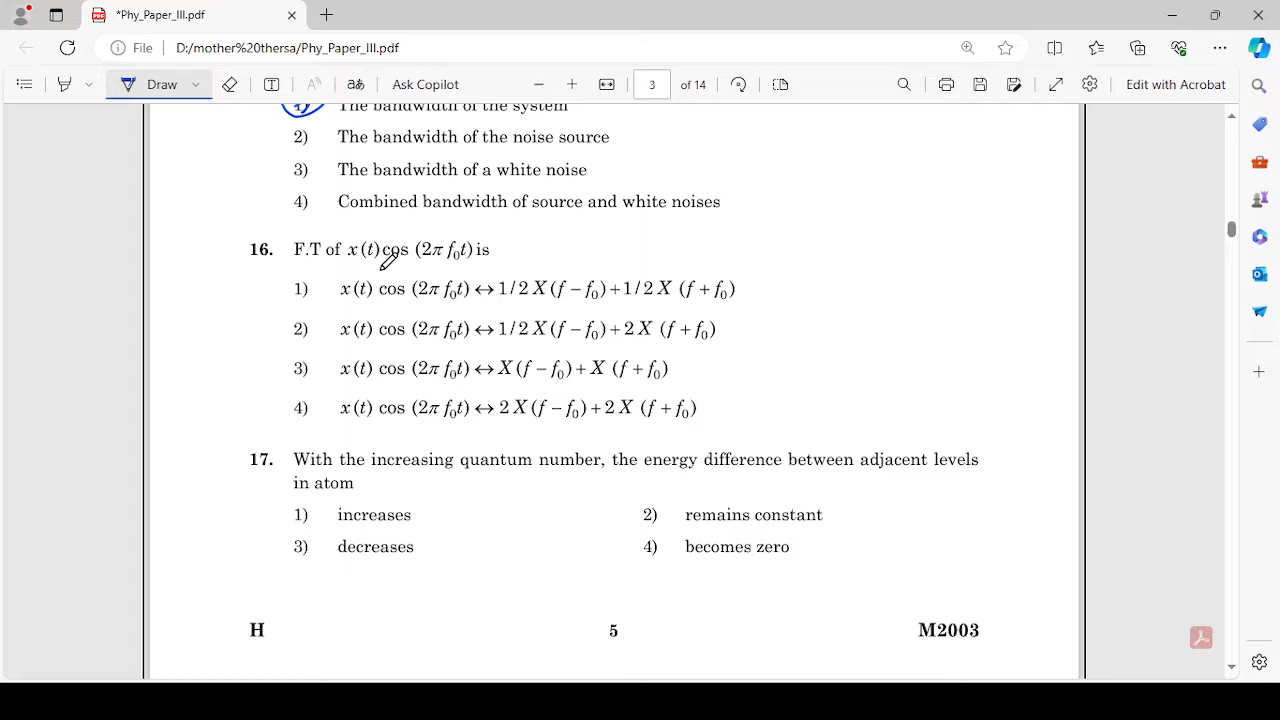 *Phy_Paper_III.pdf
File D:/mother%20thersa/Phy_Paper_III.pdf
Draw aあ Ask Copilot 3 of 14 Edit with Acrobat
1) The bandwidth of the system
2) The bandwidth of the noise source
3) The bandwidth of a white noise
4) Combined bandwidth of source and white noises
16. F.T of x(t)cos (2π f₀t) is
1) x(t) cos (2π f₀t) ↔ 1/2 X(f − f₀) + 1/2 X (f + f₀)
2) x(t) cos (2π f₀t) ↔ 1/2 X(f − f₀) + 2 X (f + f₀)
3) x(t) cos (2π f₀t) ↔ X(f − f₀) + X (f + f₀)
4) x(t) cos (2π f₀t) ↔ 2 X(f − f₀) + 2 X (f + f₀)
17. With the increasing quantum number, the energy difference between adjacent levels
in atom
1) increases 2) remains constant
3) decreases 4) becomes zero
H 5 M2003